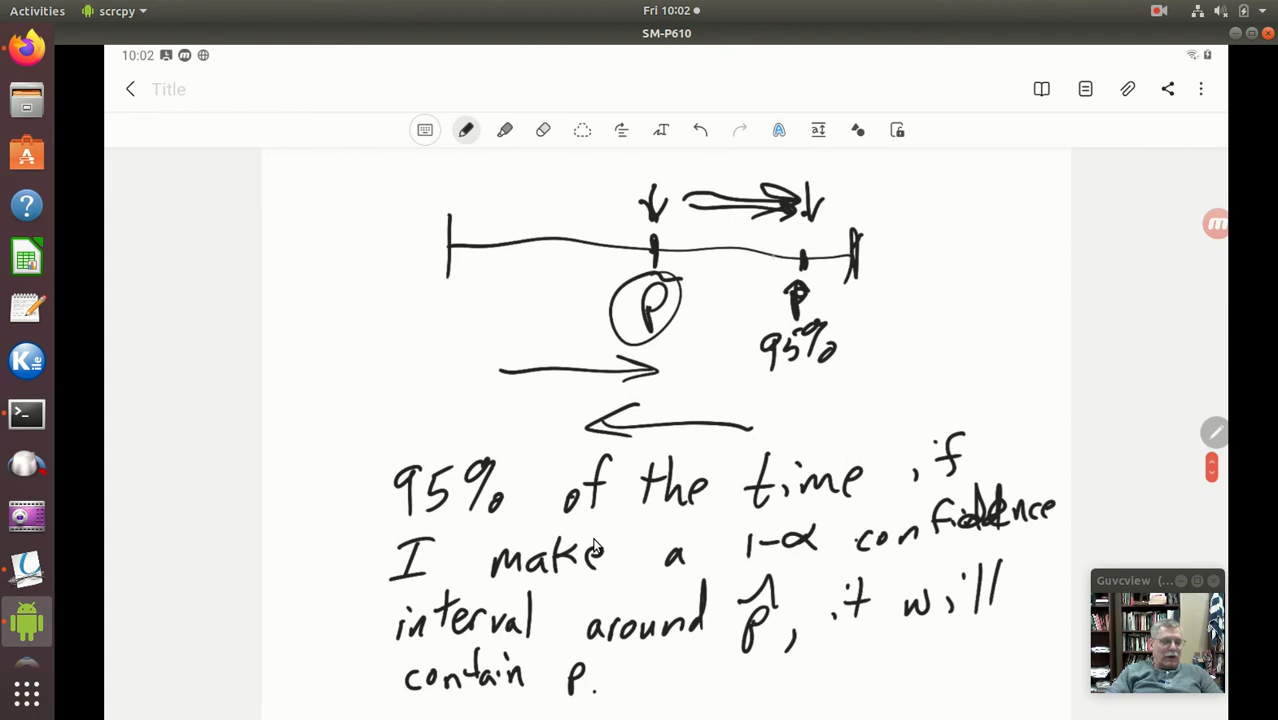 Activities scrcpy Fri 10:02
SM-P610
10:02
Title
P P
95%
95% of the time, if
I make a 1-α confidence
interval around p̂, it will
contain p.
Guvcview (...